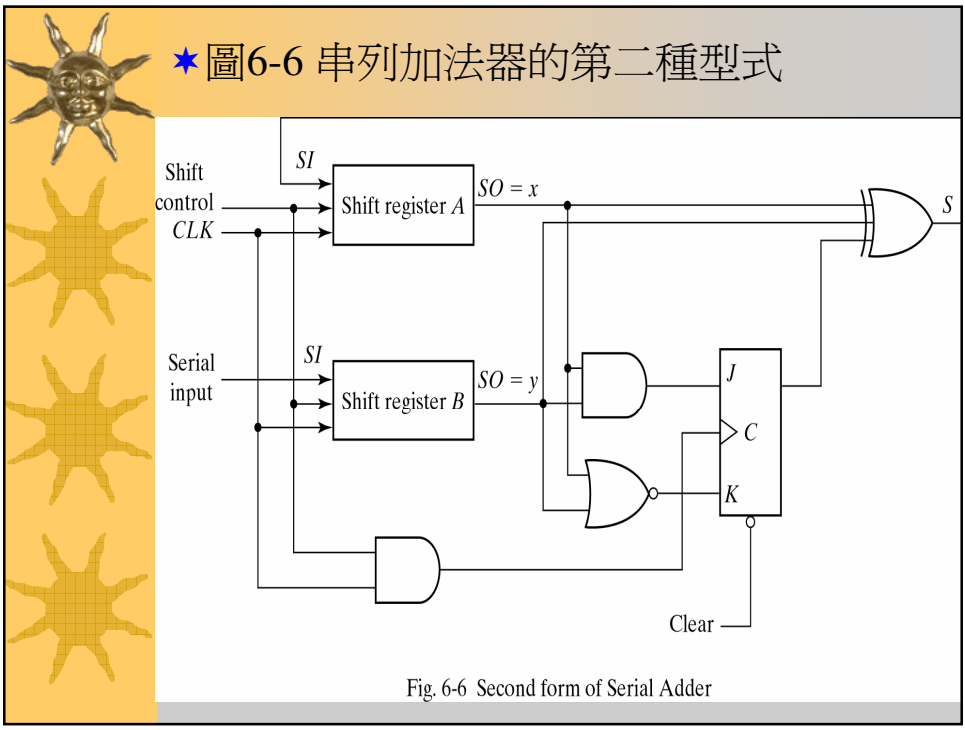 圖6-6 串列加法器的第二種型式
SI
Shift
control
CLK
Shift register A
SO = x
S
Serial
input
SI
Shift register B
SO = y
J
C
K
Clear
Fig. 6-6 Second form of Serial Adder